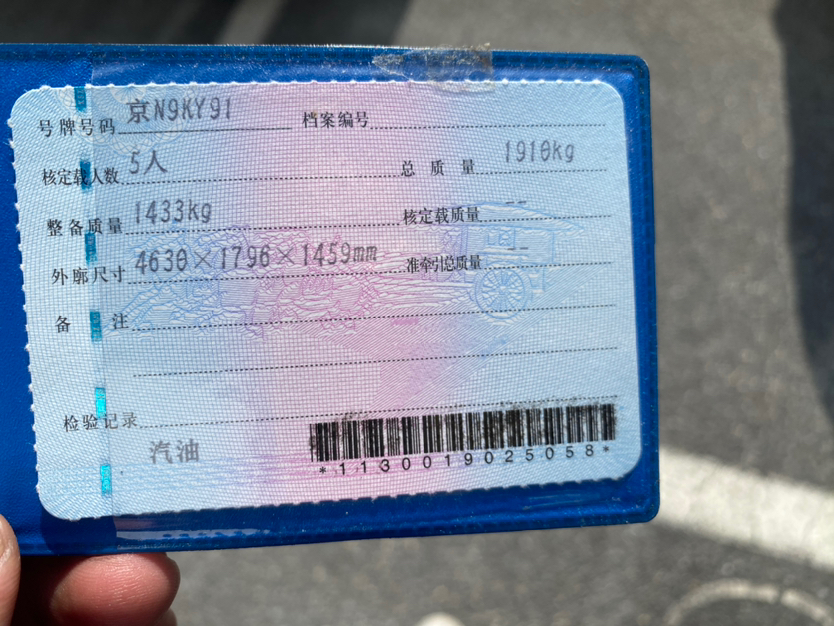 号牌号码 京N9KY91 档案编号
核定载人数 5人 总质量 1910kg
整备质量 1433kg 核定载质量 --
外廓尺寸 4630×1796×1459mm 准牵引总质量 --
备注
检验记录
汽油
*1130019025058*